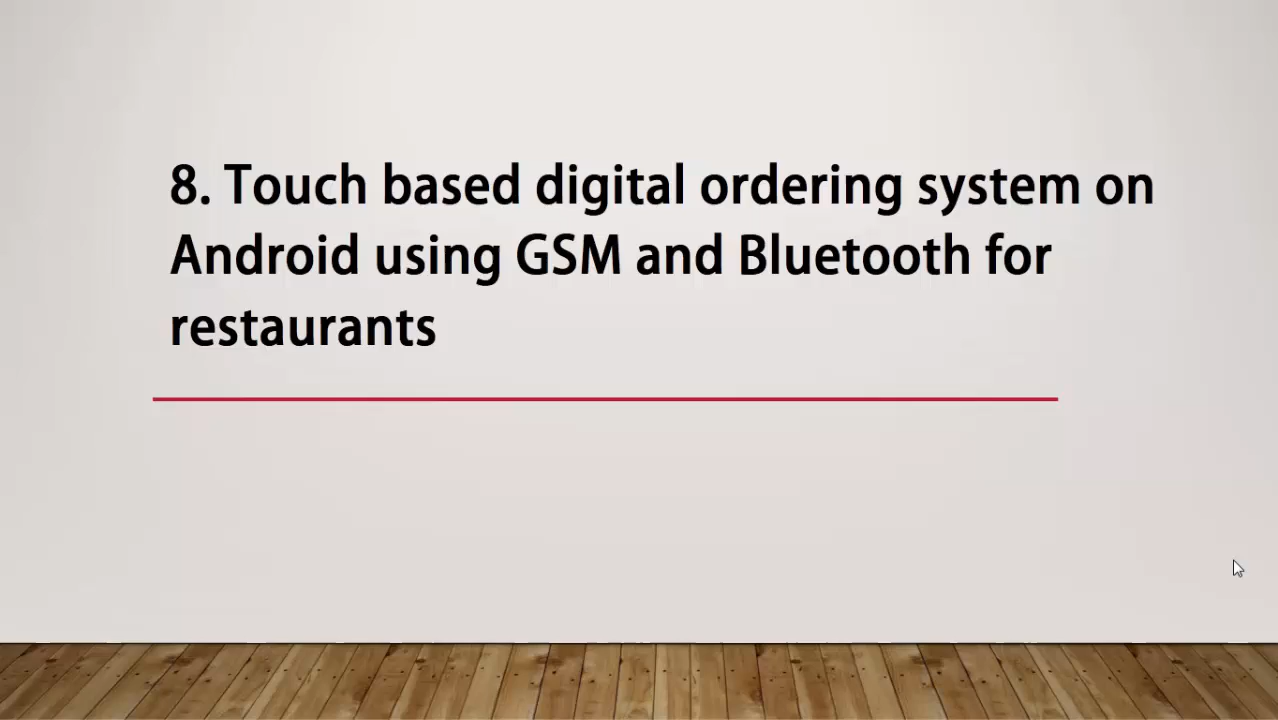 8. Touch based digital ordering system on
Android using GSM and Bluetooth for
restaurants